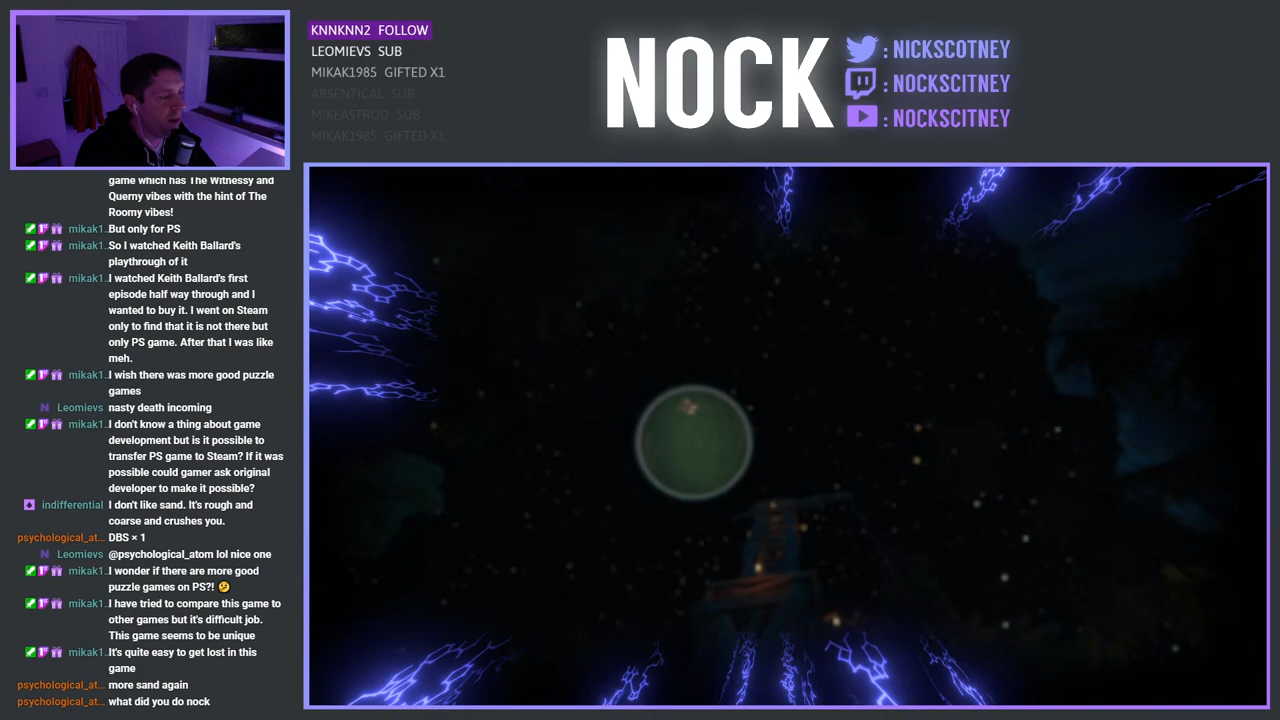 KNNKNN2 FOLLOW
LEOMIEVS SUB
MIKAK1985 GIFTED X1
ARSENTICAL SUB
MIKEASTROD SUB
MIKAK1985 GIFTED X1
NOCK
: NICKSCOTNEY
: NOCKSCITNEY
: NOCKSCITNEY
game which has The Witnessy and
Querny vibes with the hint of The
Roomy vibes!
mikak1.. But only for PS
mikak1.. So I watched Keith Ballard's
playthrough of it
mikak1.. I watched Keith Ballard's first
episode half way through and I
wanted to buy it. I went on Steam
only to find that it is not there but
only PS game. After that I was like
meh.
mikak1.. I wish there was more good puzzle
games
Leomievs nasty death incoming
mikak1.. I don't know a thing about game
development but is it possible to
transfer PS game to Steam? If it was
possible could gamer ask original
developer to make it possible?
indifferential I don't like sand. It's rough and
coarse and crushes you.
psychological_at... DBS × 1
Leomievs @psychological_atom lol nice one
mikak1.. I wonder if there are more good
puzzle games on PS?! 🤔
mikak1.. I have tried to compare this game to
other games but it's difficult job.
This game seems to be unique
mikak1.. It's quite easy to get lost in this
game
psychological_at... more sand again
psychological_at... what did you do nock